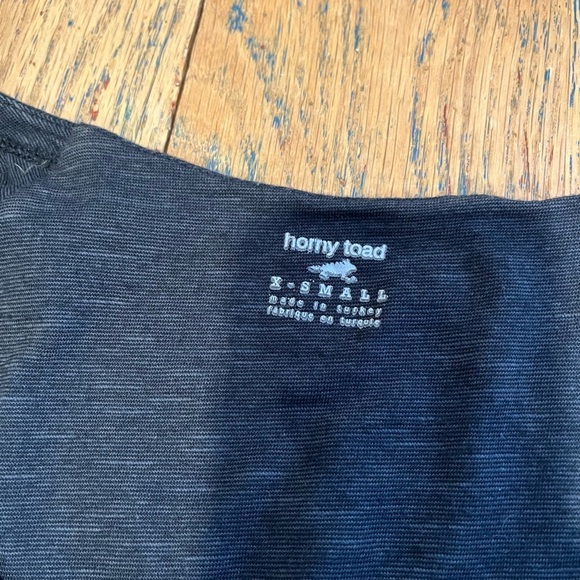 horny toad
X-SMALL
made in turkey
fabriqué en turquie